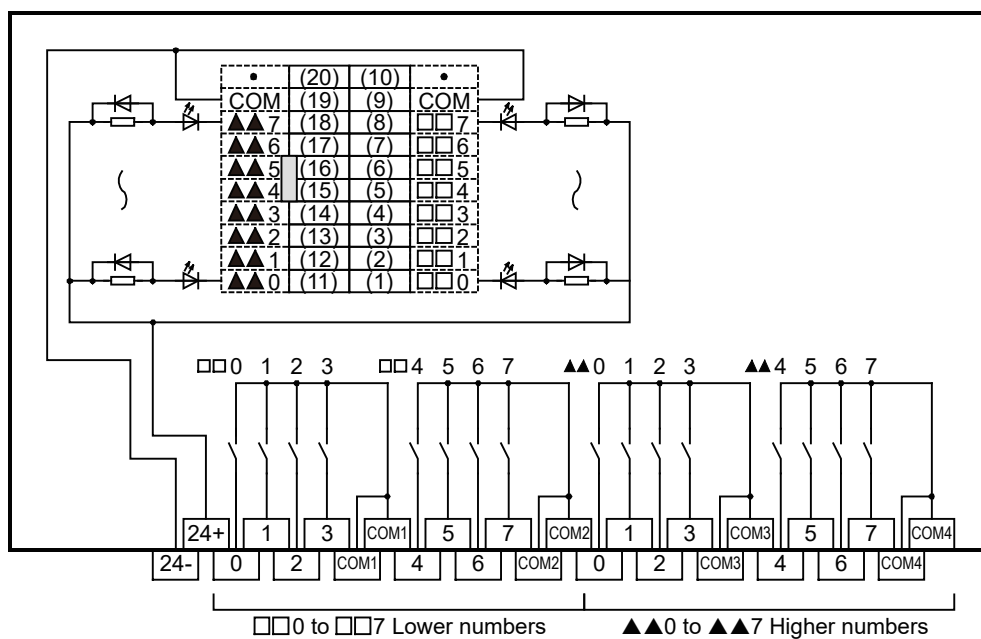 • (20) (10) •
COM (19) (9) COM
▲▲7 (18) (8) □□7
▲▲6 (17) (7) □□6
▲▲5 (16) (6) □□5
▲▲4 (15) (5) □□4
▲▲3 (14) (4) □□3
▲▲2 (13) (3) □□2
▲▲1 (12) (2) □□1
▲▲0 (11) (1) □□0
□□0 1 2 3 □□4 5 6 7 ▲▲0 1 2 3 ▲▲4 5 6 7
24+ 1 3 COM1 5 7 COM2 1 3 COM3 5 7 COM4
24- 0 2 COM1 4 6 COM2 0 2 COM3 4 6 COM4
□□0 to □□7 Lower numbers ▲▲0 to ▲▲7 Higher numbers